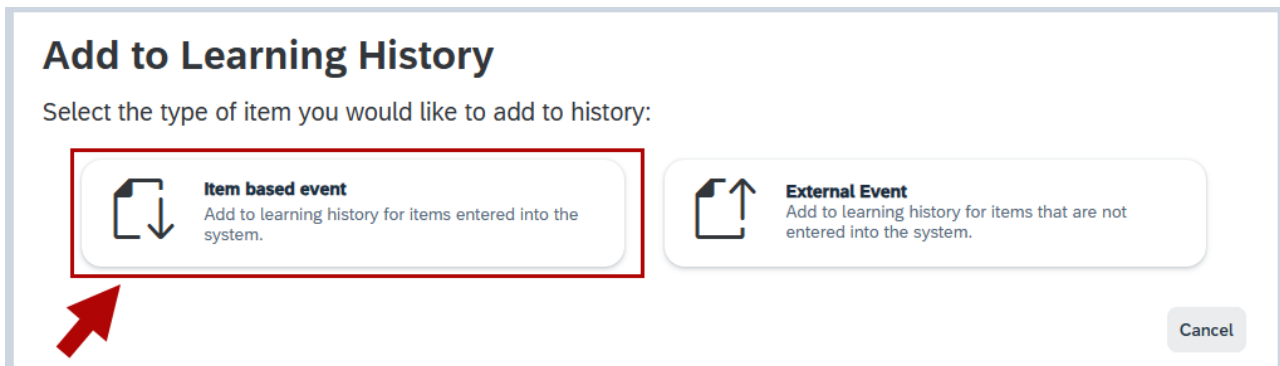 Add to Learning History
Select the type of item you would like to add to history:
Item based event
Add to learning history for items entered into the
system.
External Event
Add to learning history for items that are not
entered into the system.
Cancel